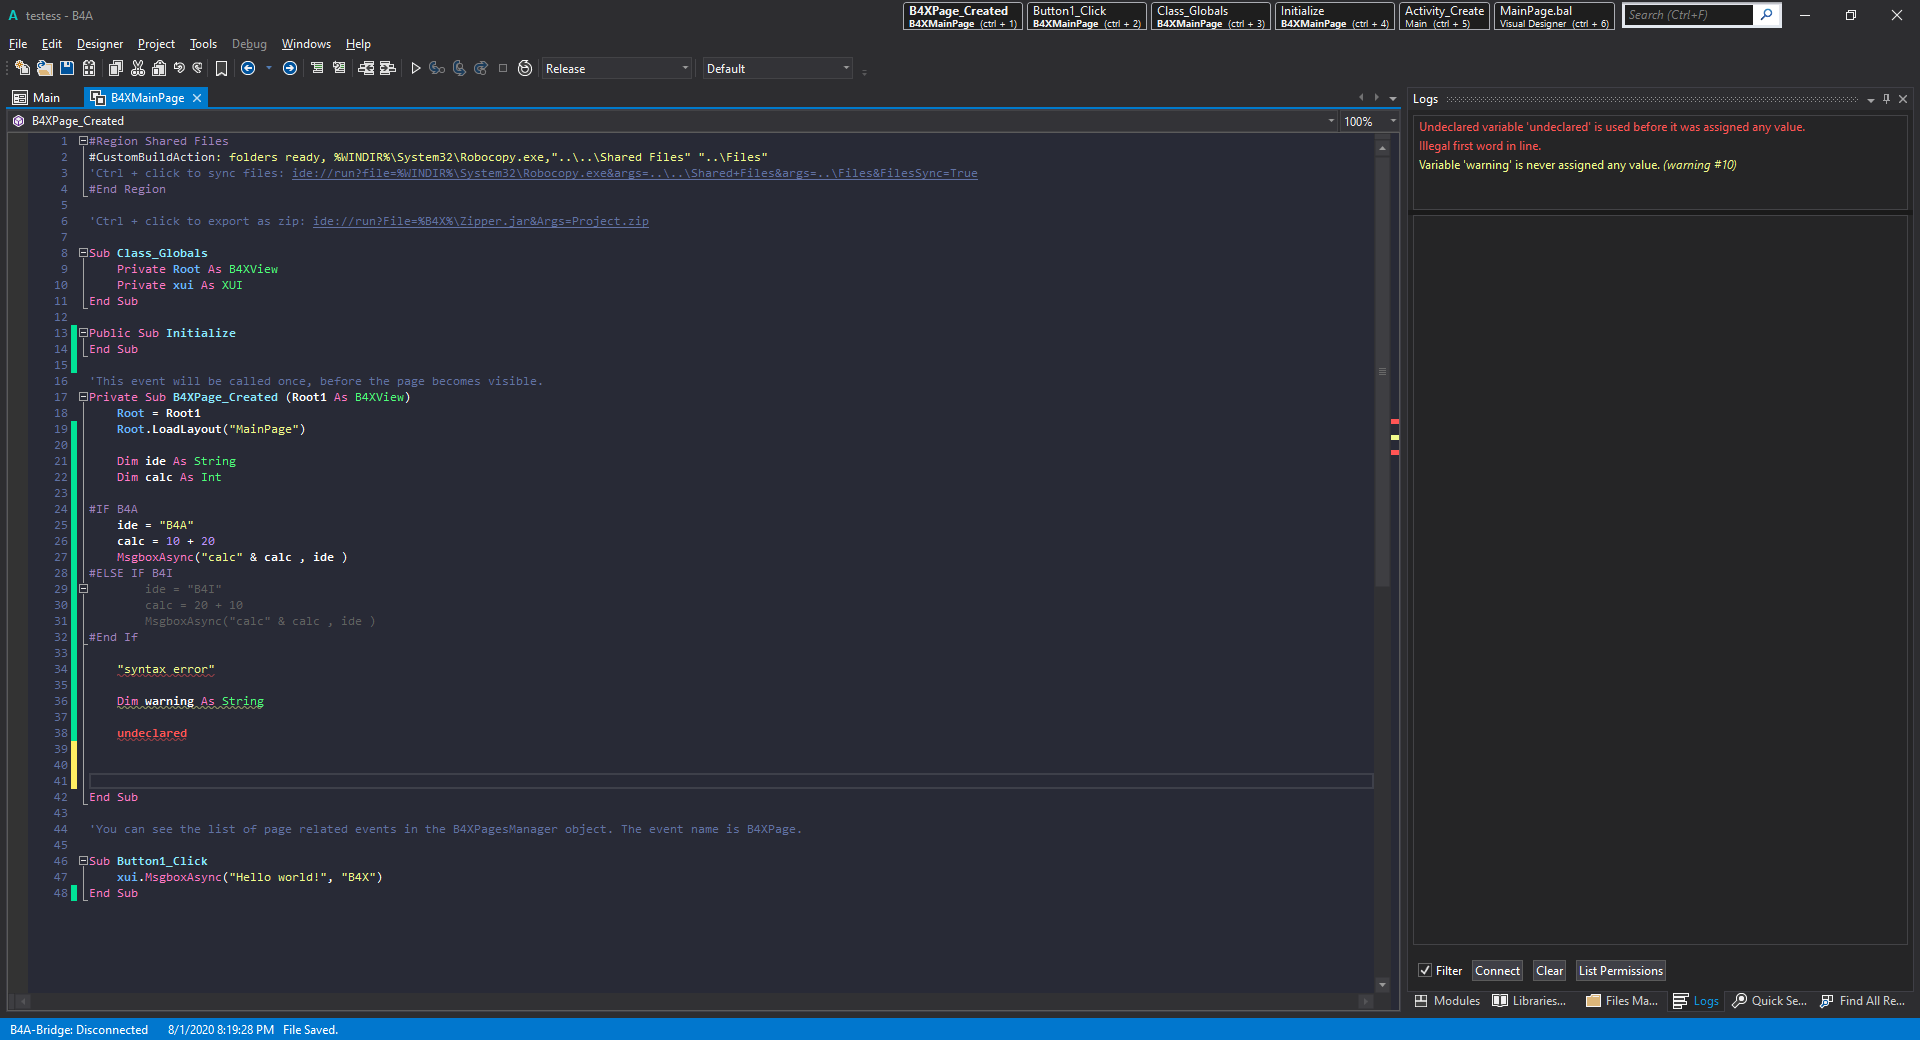 A testess - B4A
B4XPage_Created
B4XMainPage (ctrl + 1)
Button1_Click
B4XMainPage (ctrl + 2)
Class_Globals
B4XMainPage (ctrl + 3)
Initialize
B4XMainPage (ctrl + 4)
Activity_Create
Main (ctrl + 5)
MainPage.bal
Visual Designer (ctrl + 6)
Search (Ctrl+F)
File Edit Designer Project Tools Debug Windows Help
Release Default
Main B4XMainPage
B4XPage_Created 100%
1 #Region Shared Files
2 #CustomBuildAction: folders ready, %WINDIR%\System32\Robocopy.exe,"..\..\Shared Files" "..\Files"
3 'Ctrl + click to sync files: ide://run?file=%WINDIR%\System32\Robocopy.exe&args=..\..\Shared+Files&args=..\Files&FilesSync=True
4 #End Region
5
6 'Ctrl + click to export as zip: ide://run?File=%B4X%\Zipper.jar&Args=Project.zip
7
8 Sub Class_Globals
9 Private Root As B4XView
10 Private xui As XUI
11 End Sub
12
13 Public Sub Initialize
14 End Sub
15
16 'This event will be called once, before the page becomes visible.
17 Private Sub B4XPage_Created (Root1 As B4XView)
18 Root = Root1
19 Root.LoadLayout("MainPage")
20
21 Dim ide As String
22 Dim calc As Int
23
24 #IF B4A
25 ide = "B4A"
26 calc = 10 + 20
27 MsgboxAsync("calc" & calc , ide )
28 #ELSE IF B4I
29 ide = "B4I"
30 calc = 20 + 10
31 MsgboxAsync("calc" & calc , ide )
32 #End If
33
34 "syntax error"
35
36 Dim warning As String
37
38 undeclared
39
40
41
42 End Sub
43
44 'You can see the list of page related events in the B4XPagesManager object. The event name is B4XPage.
45
46 Sub Button1_Click
47 xui.MsgboxAsync("Hello world!", "B4X")
48 End Sub
Logs
Undeclared variable 'undeclared' is used before it was assigned any value.
Illegal first word in line.
Variable 'warning' is never assigned any value. (warning #10)
Filter Connect Clear List Permissions
Modules Libraries... Files Ma... Logs Quick Se... Find All Re...
B4A-Bridge: Disconnected 8/1/2020 8:19:28 PM File Saved.